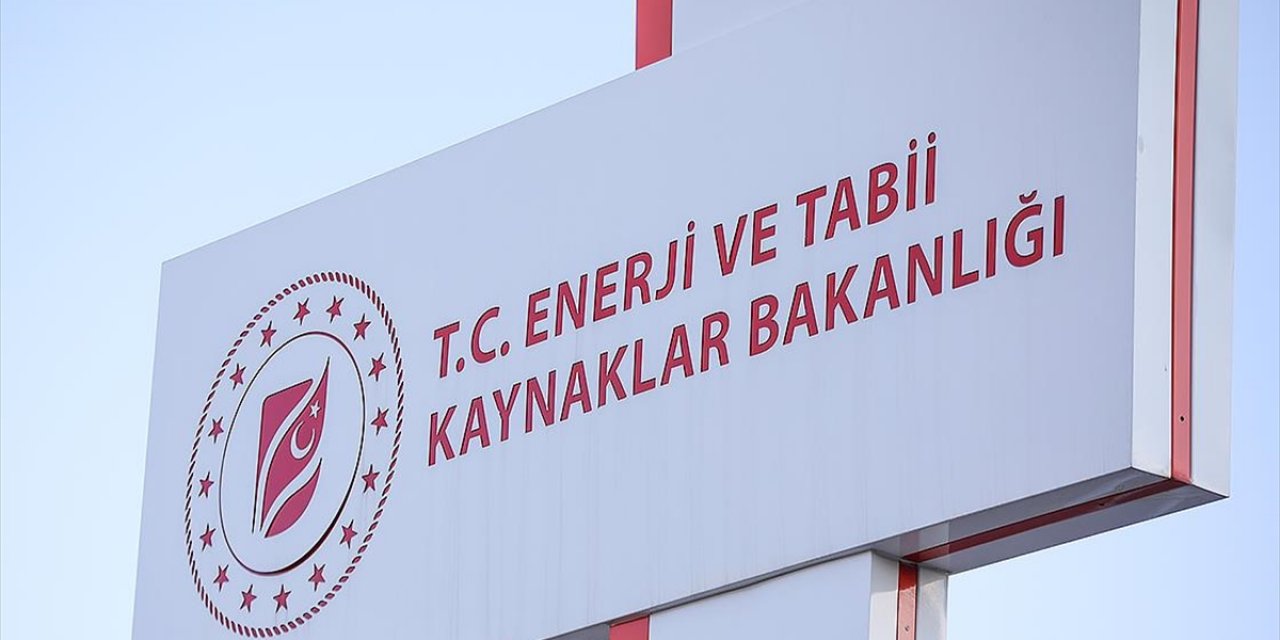 T.C. ENERJİ VE TABİİ
KAYNAKLAR BAKANLIĞI